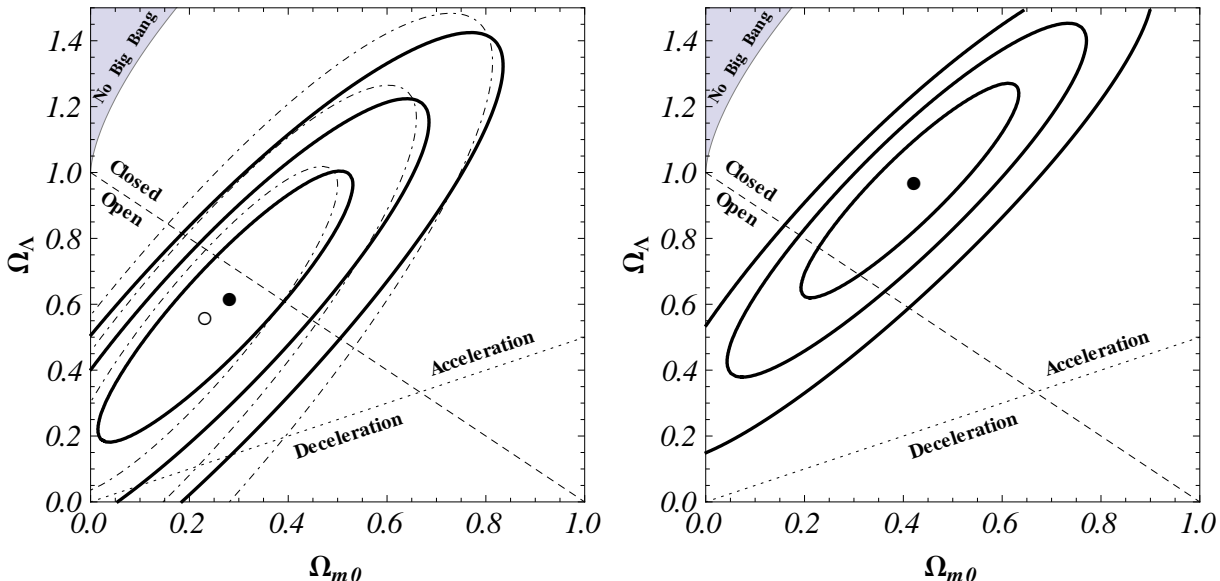 No Big Bang
Closed
Open
Acceleration
Deceleration
0.0
0.2
0.4
0.6
0.8
1.0
1.2
1.4
0.0 0.2 0.4 0.6 0.8 1.0
Ω_Λ
Ω_m0
No Big Bang
Closed
Open
Acceleration
Deceleration
0.0
0.2
0.4
0.6
0.8
1.0
1.2
1.4
0.0 0.2 0.4 0.6 0.8 1.0
Ω_Λ
Ω_m0